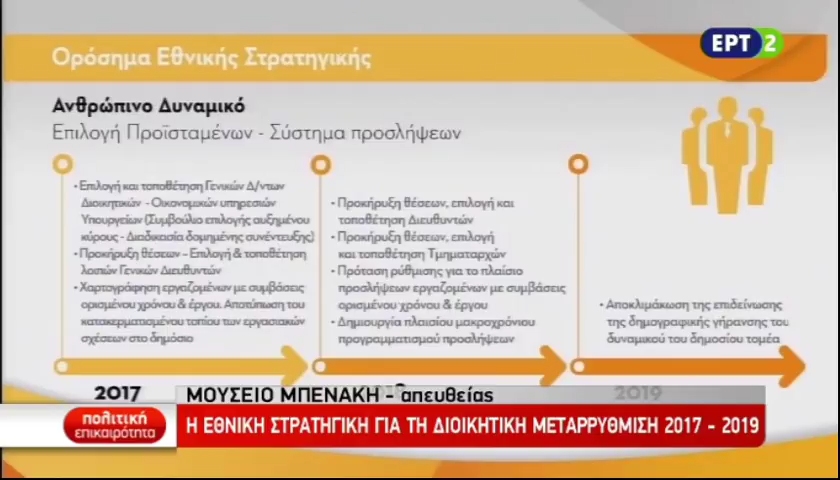 Ορόσημα Εθνικής Στρατηγικής
ΕΡΤ2
Ανθρώπινο Δυναμικό
Επιλογή Προϊσταμένων - Σύστημα προσλήψεων
• Επιλογή και τοποθέτηση Γενικών Δ/ντων
Διοικητικών - Οικονομικών υπηρεσιών
Υπουργείων (Συμβούλιο επιλογής αυξημένου
κύρους - Διαδικασία δομημένης συνέντευξης)
• Προκήρυξη θέσεων – Επιλογή & τοποθέτηση
λοιπών Γενικών Διευθυντών
• Χαρτογράφηση εργαζομένων με συμβάσεις
ορισμένου χρόνου & έργου. Αποτύπωση του
κατακερματισμένου τοπίου των εργασιακών
σχέσεων στο δημόσιο
• Προκήρυξη θέσεων, επιλογή και
τοποθέτηση Διευθυντών
• Προκήρυξη θέσεων, επιλογή
και τοποθέτηση Τμηματαρχών
• Πρόταση ρύθμισης για το πλαίσιο
προσλήψεων εργαζομένων με συμβάσεις
ορισμένου χρόνου & έργου
• Δημιουργία πλαισίου μακροχρόνιου
προγραμματισμού προσλήψεων
• Αποκλιμάκωση της επιδείνωσης
της δημογραφικής γήρανσης του
δυναμικού του δημοσίου τομέα
2017
2019
ΜΟΥΣΕΙΟ ΜΠΕΝΑΚΗ - απευθείας
πολιτική
επικαιρότητα
Η ΕΘΝΙΚΗ ΣΤΡΑΤΗΓΙΚΗ ΓΙΑ ΤΗ ΔΙΟΙΚΗΤΙΚΗ ΜΕΤΑΡΡΥΘΜΙΣΗ 2017 - 2019